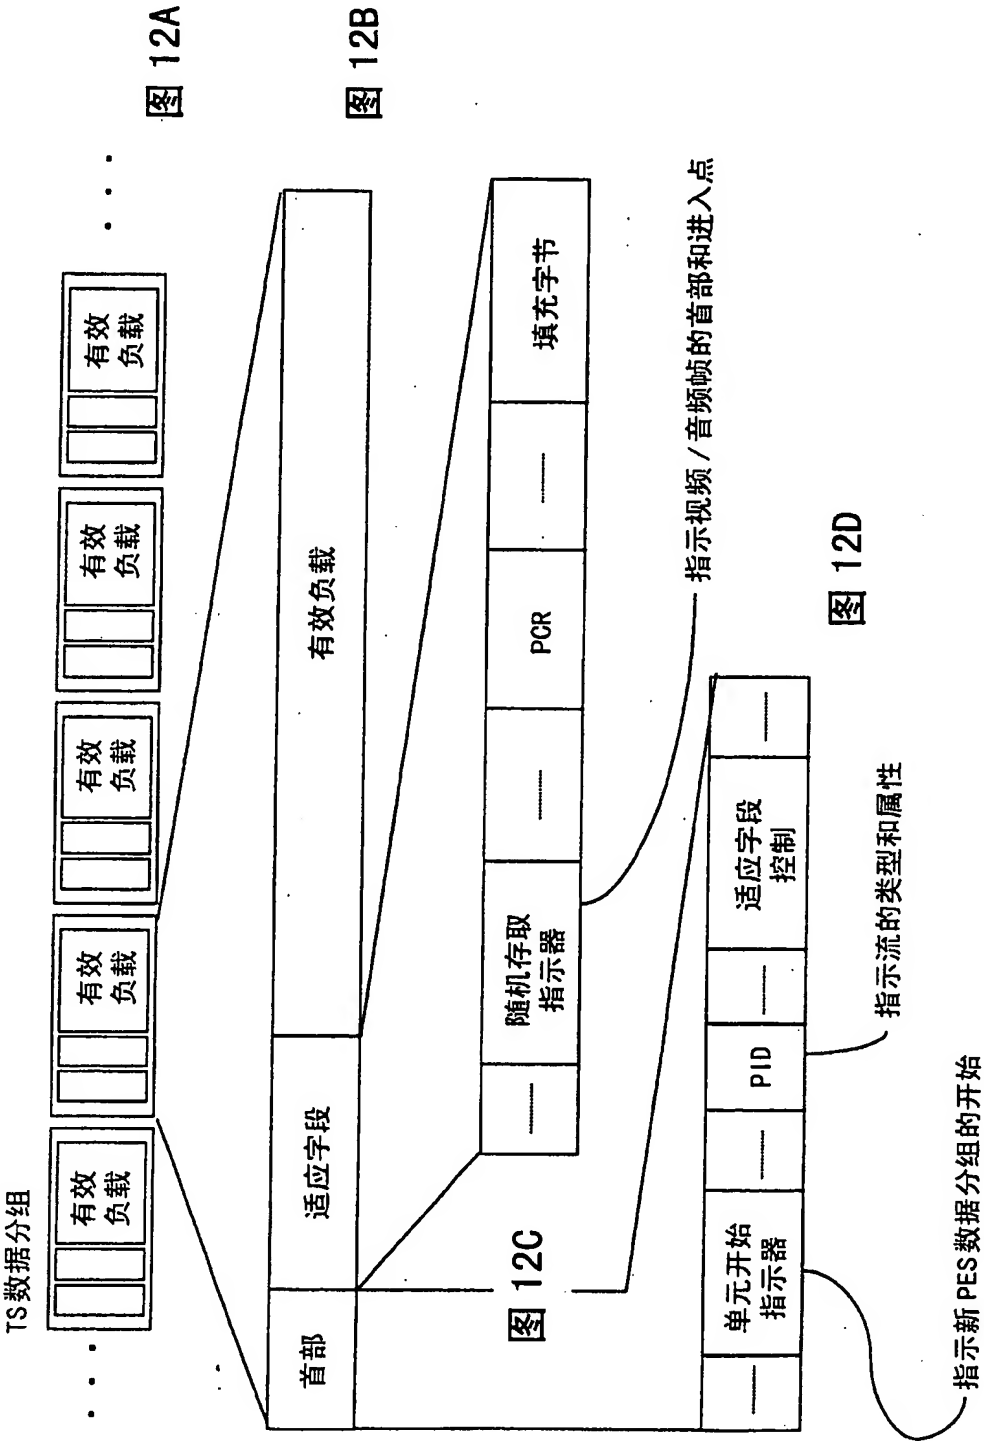 TS数据分组
有效
负载
有效
负载
有效
负载
有效
负载
有效
负载
图 12A
首部
适应字段
有效负载
图 12B
随机存取
指示器
PCR
填充字节
图 12C
指示视频/音频帧的首部和进入点
单元开始
指示器
PID
适应字段
控制
图 12D
指示流的类型和属性
指示新PES数据分组的开始